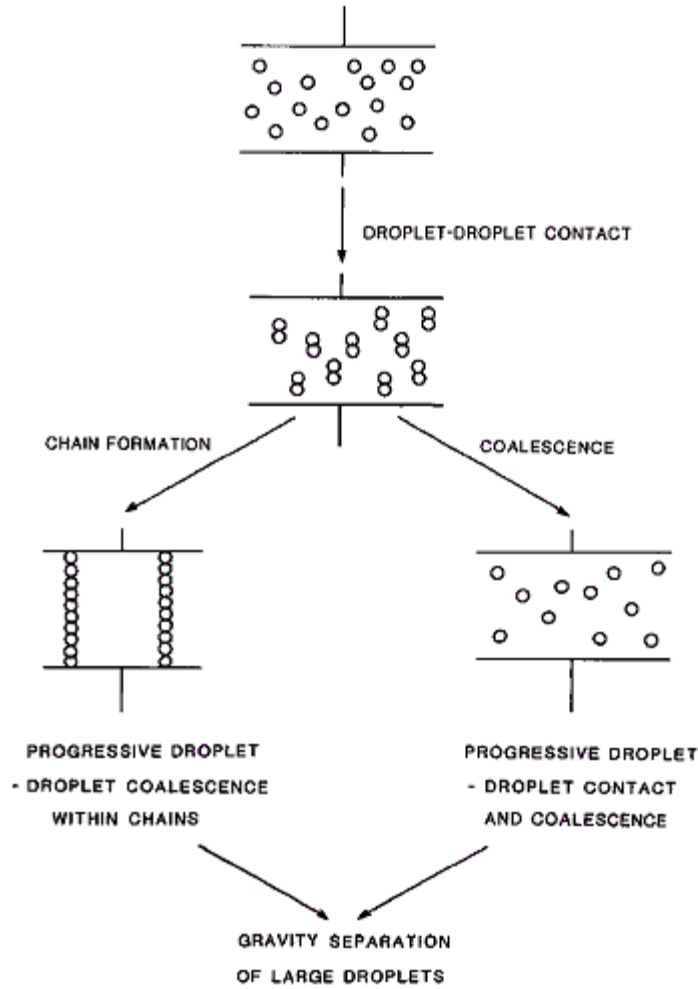 DROPLET-DROPLET CONTACT
CHAIN FORMATION
COALESCENCE
PROGRESSIVE DROPLET
- DROPLET COALESCENCE
WITHIN CHAINS
PROGRESSIVE DROPLET
- DROPLET CONTACT
AND COALESCENCE
GRAVITY SEPARATION
OF LARGE DROPLETS